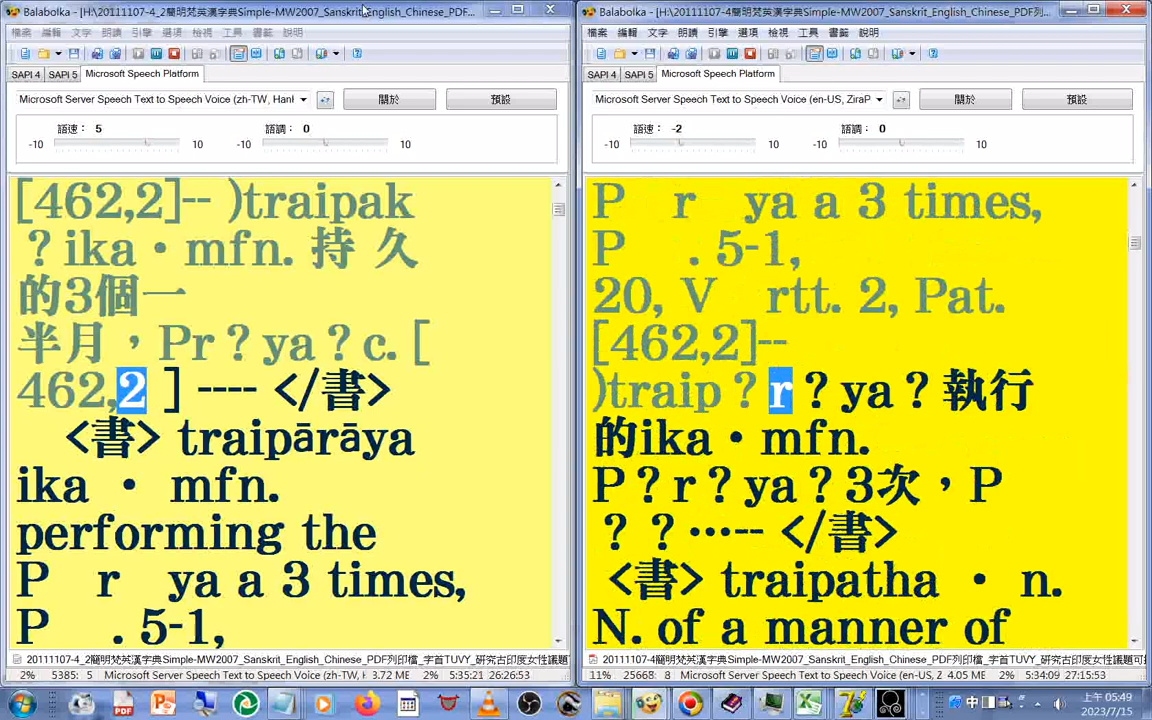 Balabolka - [H:\20111107-4_2簡明梵英漢字典Simple-MW2007_Sanskrit_English_Chinese_PDF...
檔案 編輯 文字 朗讀 引擎 選項 檢視 工具 書籤 說明
SAPI 4 SAPI 5 Microsoft Speech Platform
Microsoft Server Speech Text to Speech Voice (zh-TW, Hanl 關於 預設
語速： 5 語調： 0
-10 10 -10 10
[462,2]-- )traipak
？ika·mfn. 持 久
的3個一
半月，Pr？ya？c. [
462,2 ] ---- </書>
<書> traipārāya
ika · mfn.
performing the
P r ya a 3 times,
P . 5-1,
20111107-4_2簡明梵英漢字典Simple-MW2007_Sanskrit_English_Chinese_PDF列印檔_字首TUVY_研究古印度女性議題
2% 5385: 5 Microsoft Server Speech Text to Speech Voice (zh-TW, H 3.72 MB 2% 5:35:21 26:26:53
Balabolka - [H:\20111107-4簡明梵英漢字典Simple-MW2007_Sanskrit_English_Chinese_PDF列...
檔案 編輯 文字 朗讀 引擎 選項 檢視 工具 書籤 說明
SAPI 4 SAPI 5 Microsoft Speech Platform
Microsoft Server Speech Text to Speech Voice (en-US, ZiraP 關於 預設
語速： -2 語調： 0
-10 10 -10 10
P r ya a 3 times,
P . 5-1,
20, V rtt. 2, Pat.
[462,2]--
)traip？r？ya？執行
的ika·mfn.
P？r？ya？3次，P
？？…-- </書>
<書> traipatha · n.
N. of a manner of
20111107-4簡明梵英漢字典Simple-MW2007_Sanskrit_English_Chinese_PDF列印檔_字首TUVY_研究古印度女性議題可
11% 25668: 8 Microsoft Server Speech Text to Speech Voice (en-US, Z 4.05 MB 2% 5:34:09 27:15:53
中
上午 05:49
2023/7/15